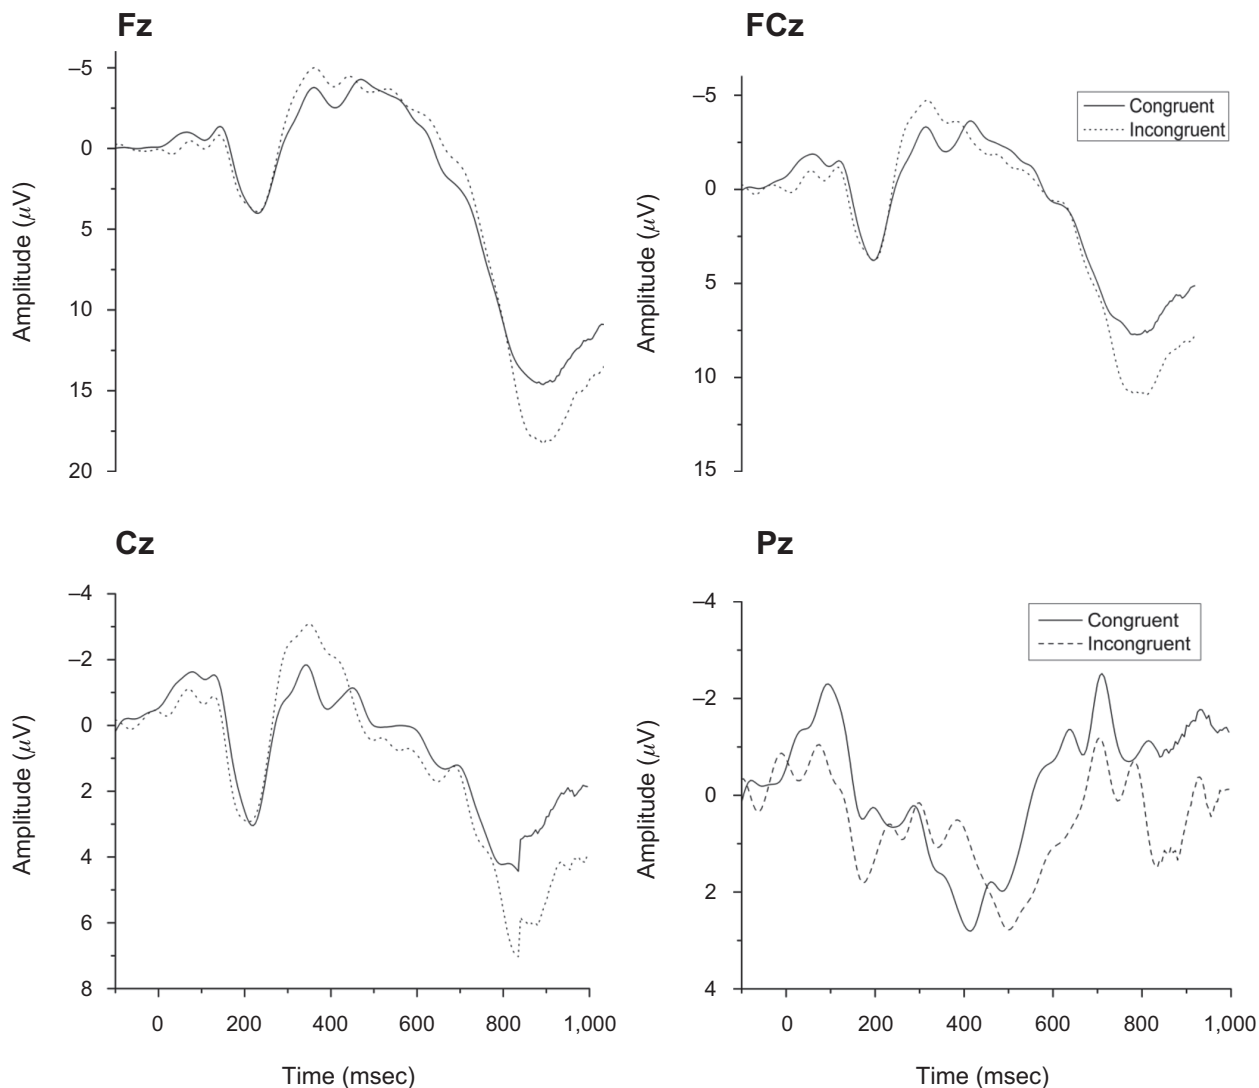 Fz
–5
0
5
10
15
20
Amplitude (μV)
FCz
–5
0
5
10
15
Amplitude (μV)
Congruent
Incongruent
Cz
–4
–2
0
2
4
6
8
Amplitude (μV)
0 200 400 600 800 1,000
Time (msec)
Pz
–4
–2
0
2
4
Amplitude (μV)
Congruent
Incongruent
0 200 400 600 800 1,000
Time (msec)